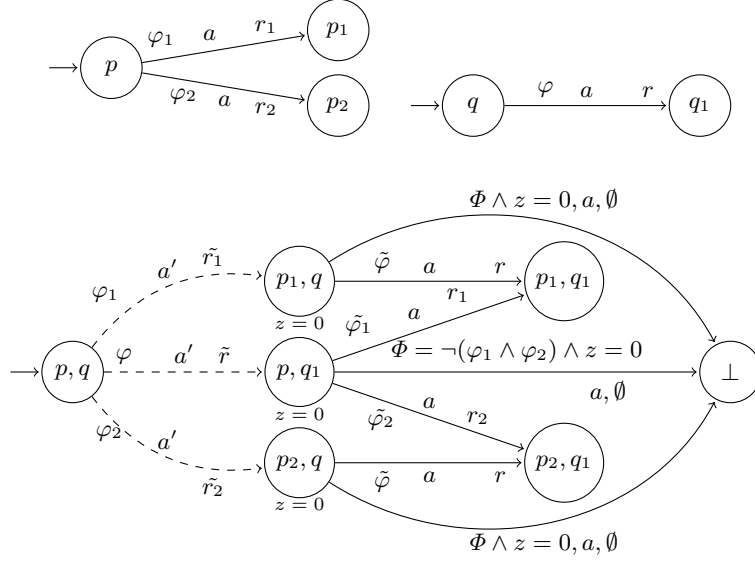 φ₁ a r₁
p p₁
φ₂ a r₂
p₂
φ a r
q q₁
Φ ∧ z = 0, a, ∅
φ₁ a′ r̃₁
p₁, q φ̃ a r p₁, q₁
z = 0
φ̃₁ a r₁
p, q φ a′ r̃ p, q₁ Φ = ¬(φ₁ ∧ φ₂) ∧ z = 0 ⊥
z = 0
a, ∅
φ₂ a′ r̃₂
φ̃₂ a r₂
p₂, q φ̃ a r p₂, q₁
z = 0
Φ ∧ z = 0, a, ∅